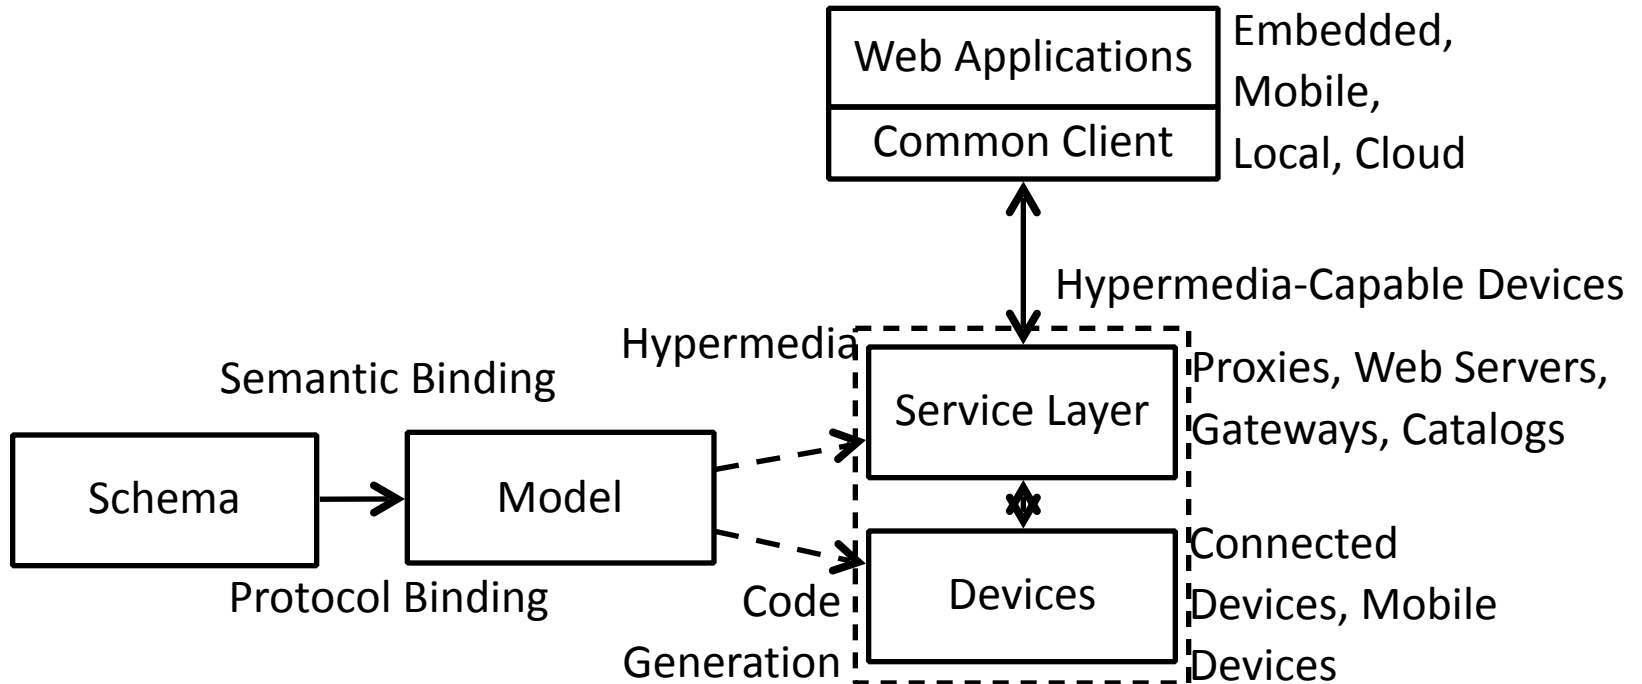 Web Applications
Common Client
Embedded,
Mobile,
Local, Cloud
Hypermedia-Capable Devices
Hypermedia
Semantic Binding
Service Layer
Proxies, Web Servers,
Gateways, Catalogs
Schema
Model
Protocol Binding
Code
Generation
Devices
Connected
Devices, Mobile
Devices